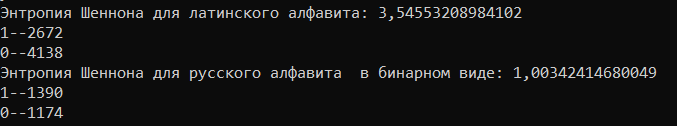 Энтропия Шеннона для латинского алфавита: 3,54553208984102
1--2672
0--4138
Энтропия Шеннона для русского алфавита  в бинарном виде: 1,00342414680049
1--1390
0--1174